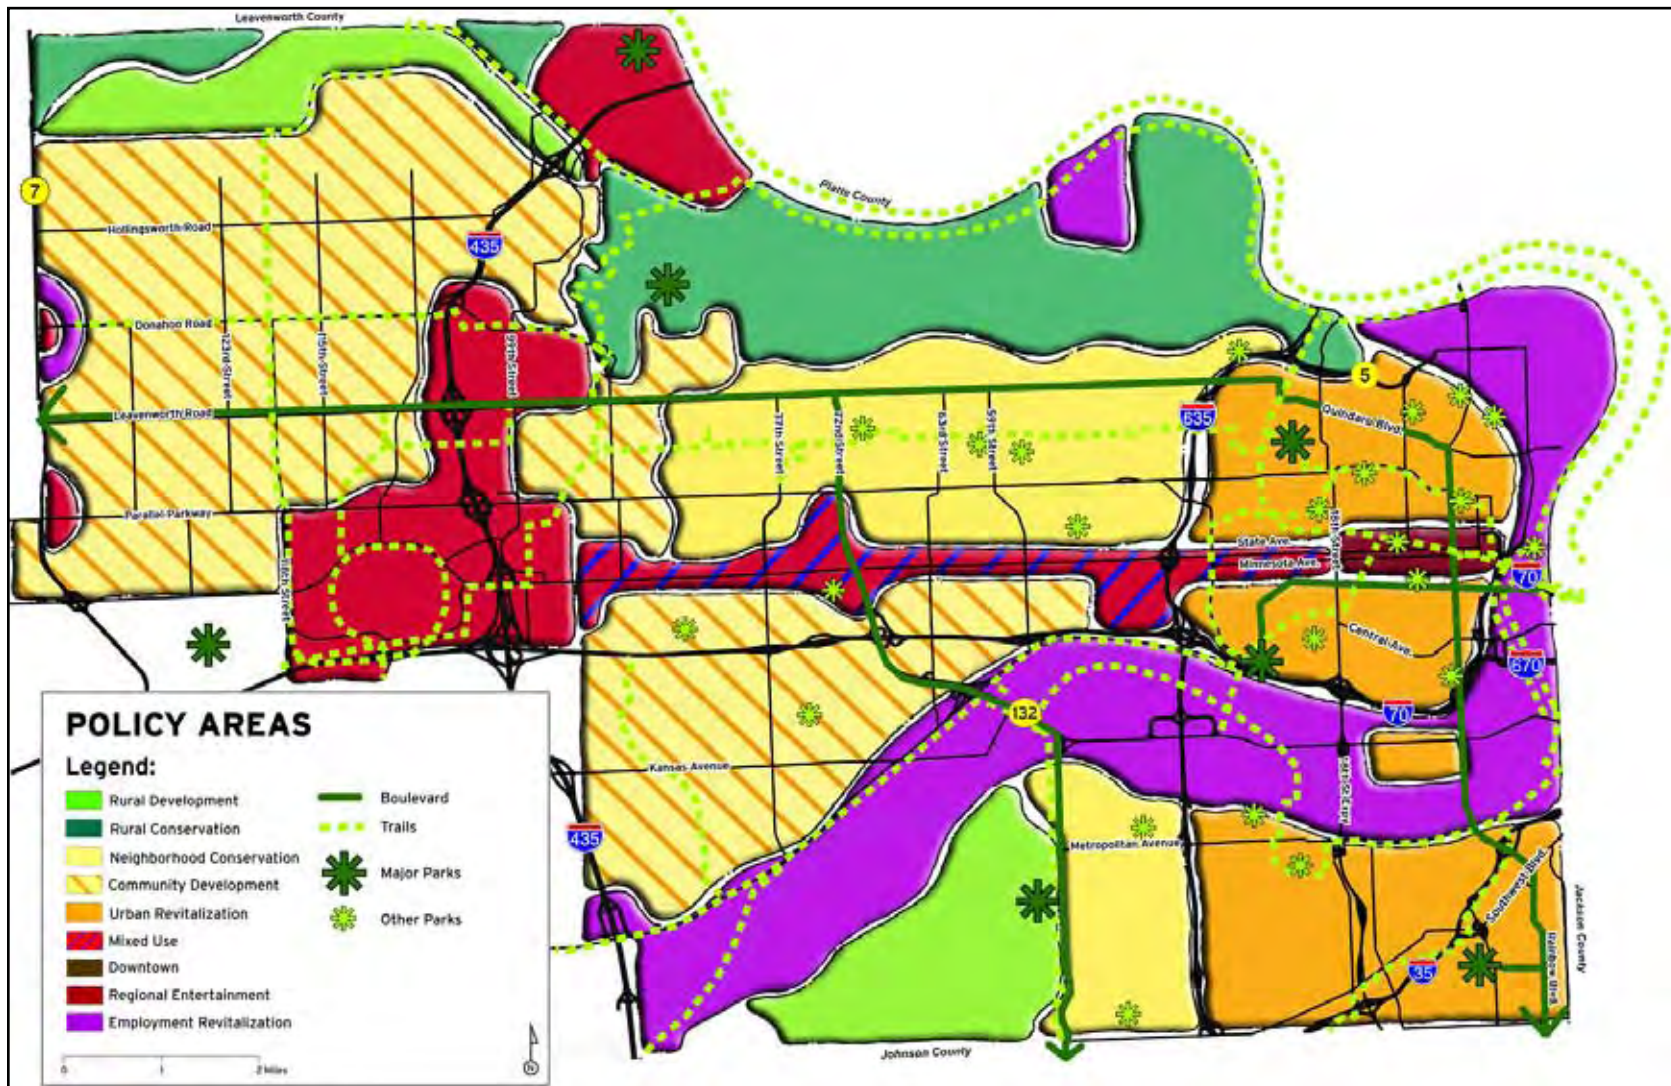 Leavenworth County
Platte County
7
Hollingsworth Road
435
Donahoo Road
123rd Street
115th Street
99th Street
5
Leavenworth Road
Quindaro Blvd.
635
77th Street
72nd Street
63rd Street
59th Street
Parallel Parkway
18th Street
State Ave.
Minnesota Ave.
70
118th Street
Central Ave.
670
132
70
Kansas Avenue
18th St Expy
435
Metropolitan Avenue
Southwest Blvd.
Jackson County
Rainbow Blvd.
35
Johnson County
POLICY AREAS
Legend:
Rural Development
Rural Conservation
Neighborhood Conservation
Community Development
Urban Revitalization
Mixed Use
Downtown
Regional Entertainment
Employment Revitalization
Boulevard
Trails
Major Parks
Other Parks
0 1 2 Miles
N